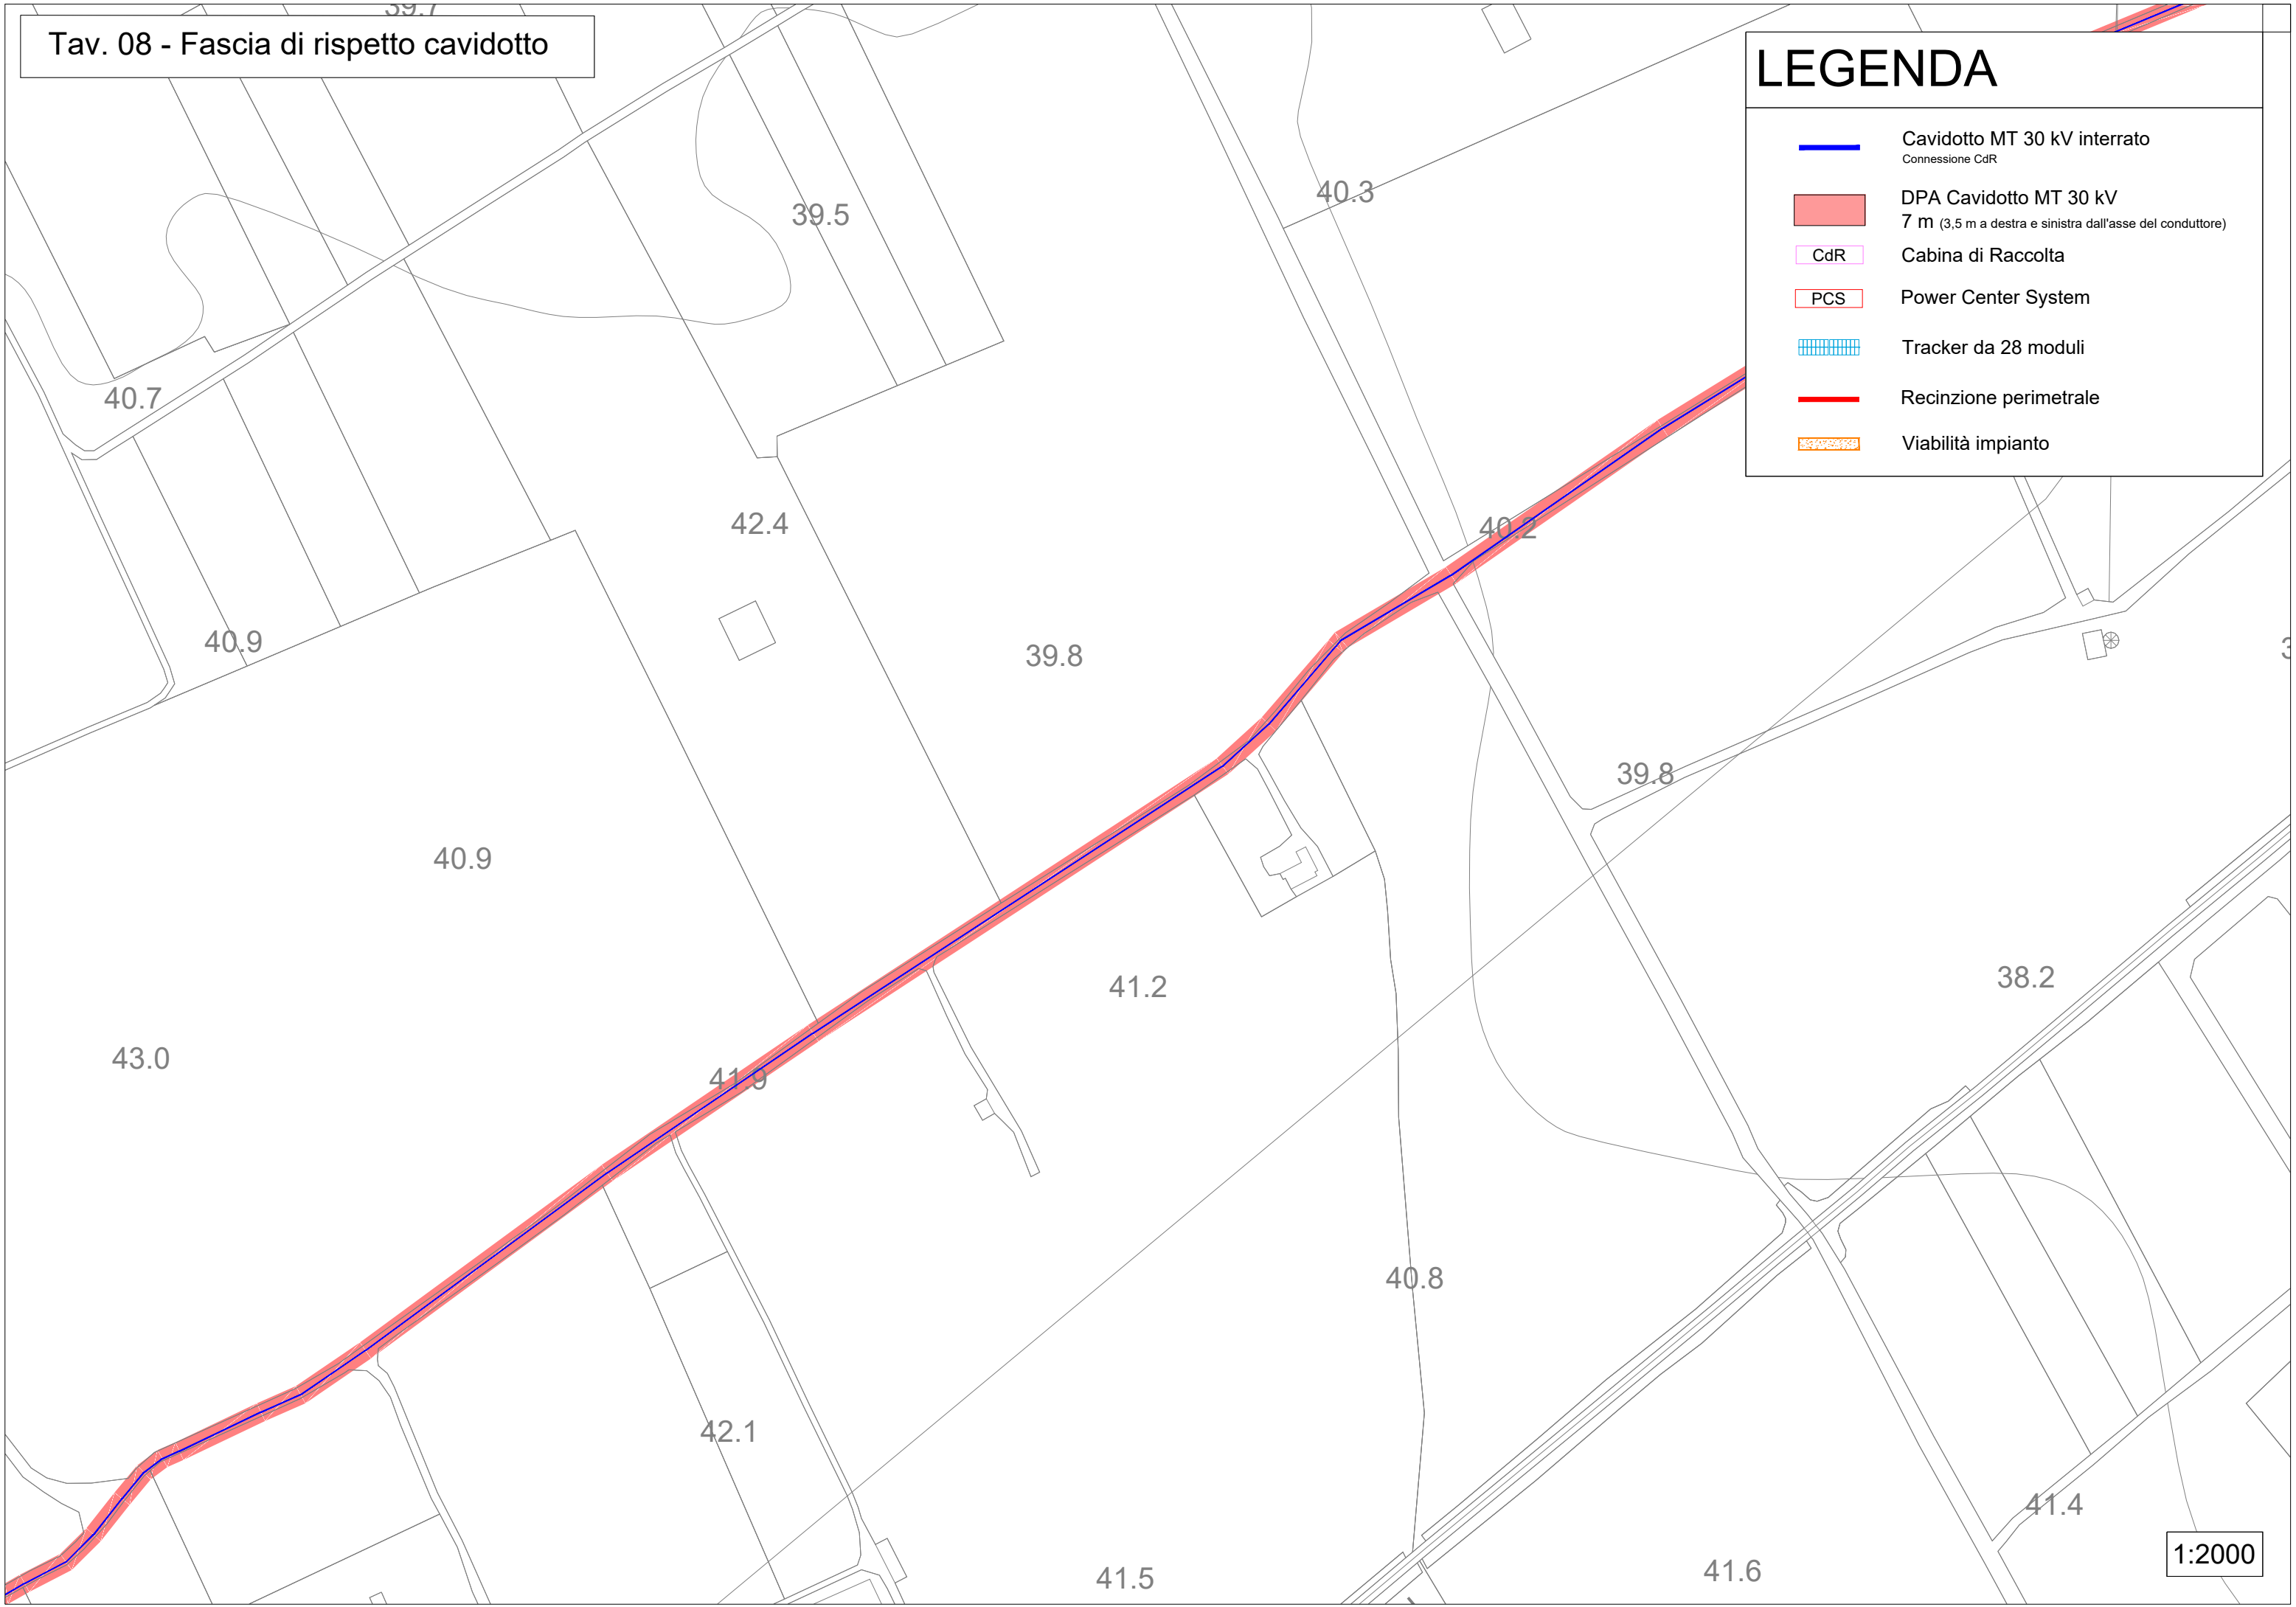 39.7
Tav. 08 - Fascia di rispetto cavidotto
LEGENDA
Cavidotto MT 30 kV interrato
Connessione CdR
DPA Cavidotto MT 30 kV
7 m (3,5 m a destra e sinistra dall'asse del conduttore)
CdR Cabina di Raccolta
PCS Power Center System
Tracker da 28 moduli
Recinzione perimetrale
Viabilità impianto
40.3
39.5
40.7
42.4
40.2
40.9
39.8
39.8
40.9
41.2
38.2
43.0
41.9
40.8
42.1
41.4
41.5
41.6
1:2000